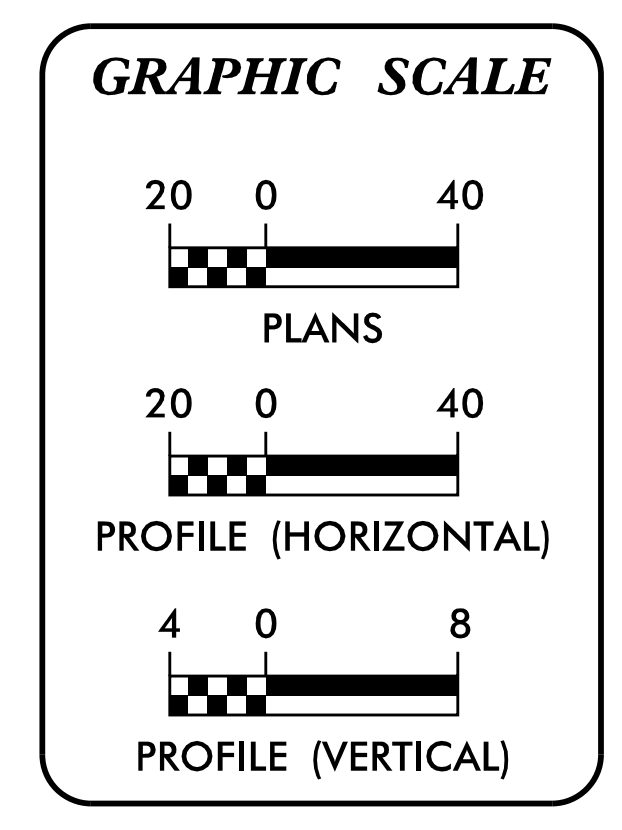 GRAPHIC SCALE
20 0 40
PLANS
20 0 40
PROFILE (HORIZONTAL)
4 0 8
PROFILE (VERTICAL)